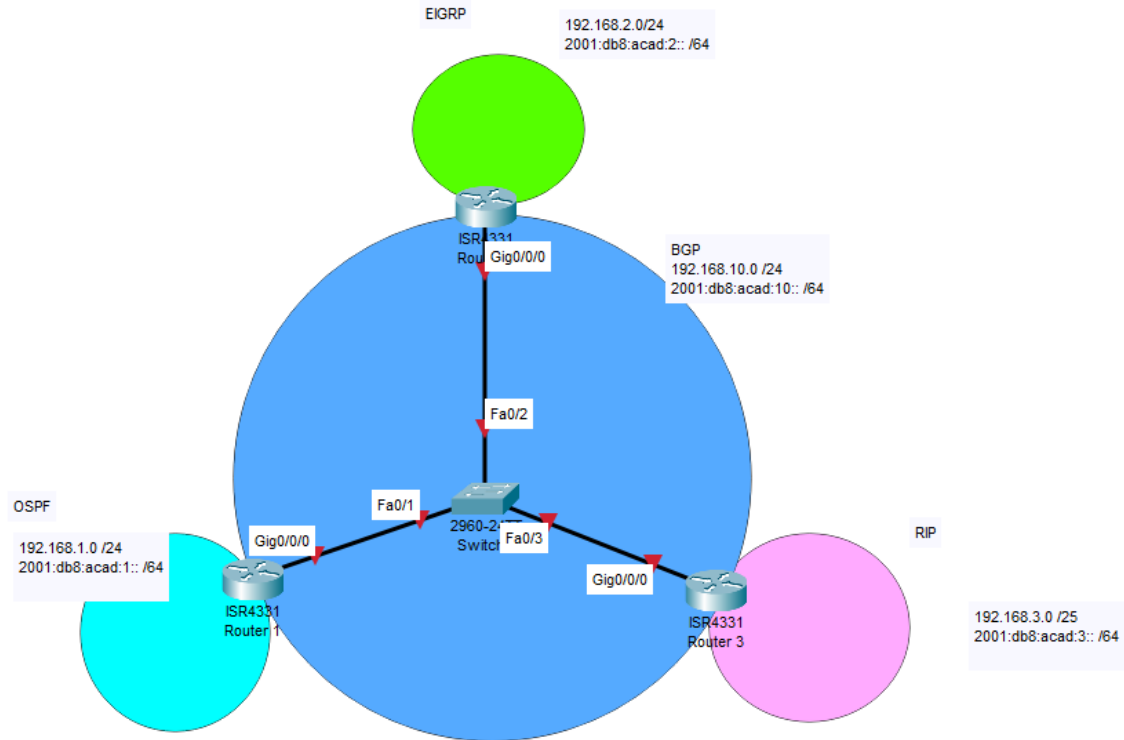 EIGRP
192.168.2.0/24
2001:db8:acad:2:: /64
ISR4331
Gig0/0/0
BGP
192.168.10.0 /24
2001:db8:acad:10:: /64
Fa0/2
OSPF
192.168.1.0 /24
2001:db8:acad:1:: /64
Fa0/1
Gig0/0/0
Fa0/3
Gig0/0/0
RIP
ISR4331
Router 1
ISR4331
Router 3
192.168.3.0 /25
2001:db8:acad:3:: /64